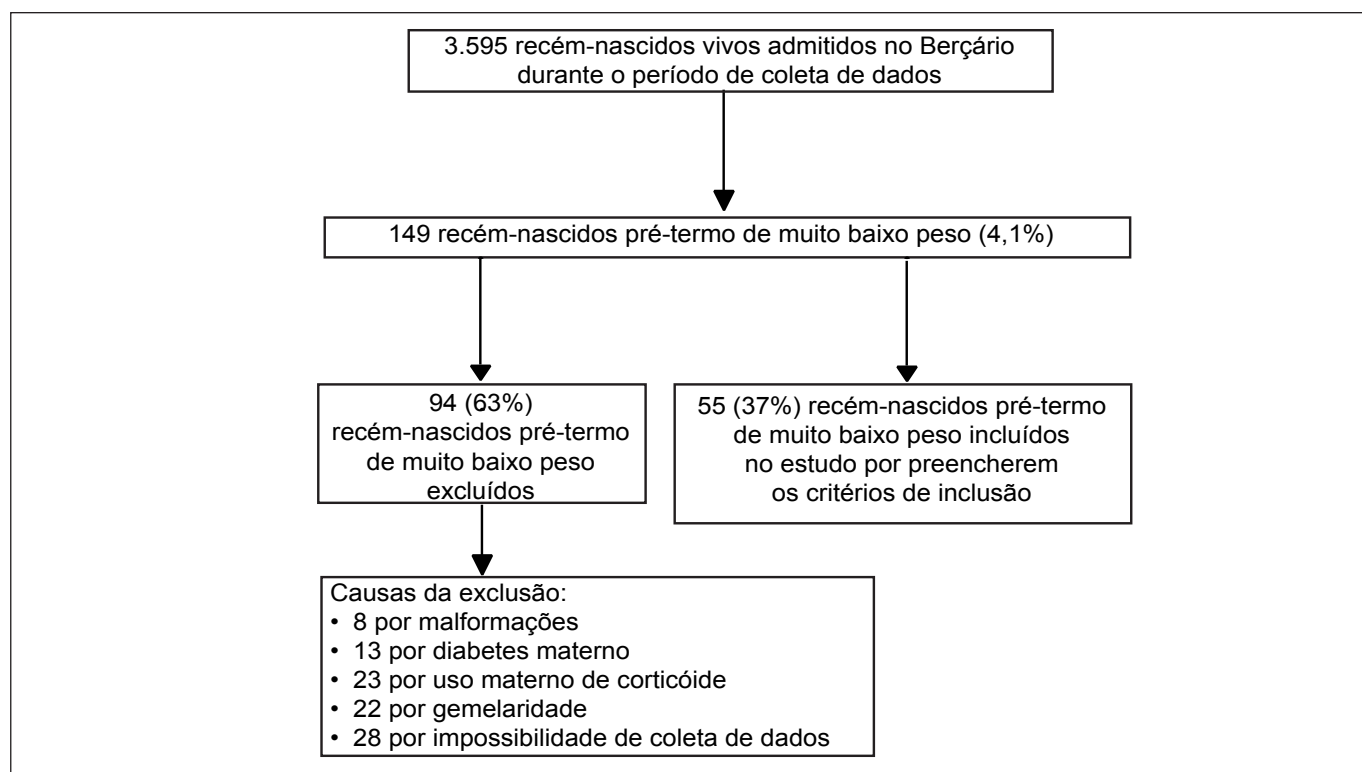 3.595 recém-nascidos vivos admitidos no Berçário
durante o período de coleta de dados
149 recém-nascidos pré-termo de muito baixo peso (4,1%)
94 (63%)
recém-nascidos pré-termo
de muito baixo peso
excluídos
55 (37%) recém-nascidos pré-termo
de muito baixo peso incluídos
no estudo por preencherem
os critérios de inclusão
Causas da exclusão:
• 8 por malformações
• 13 por diabetes materno
• 23 por uso materno de corticóide
• 22 por gemelaridade
• 28 por impossibilidade de coleta de dados